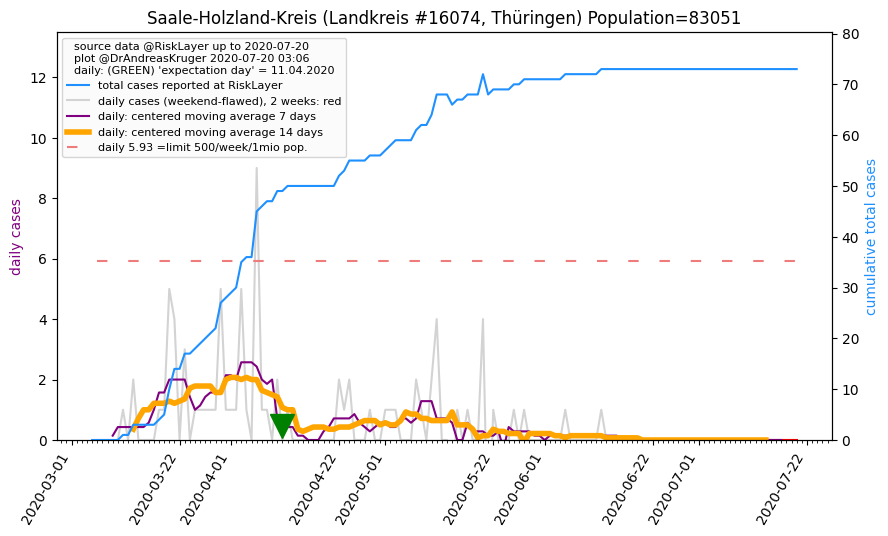 Saale-Holzland-Kreis (Landkreis #16074, Thüringen) Population=83051
source data @RiskLayer up to 2020-07-20
plot @DrAndreasKruger 2020-07-20 03:06
daily: (GREEN) 'expectation day' = 11.04.2020
total cases reported at RiskLayer
daily cases (weekend-flawed), 2 weeks: red
daily: centered moving average 7 days
daily: centered moving average 14 days
daily 5.93 =limit 500/week/1mio pop.
daily cases
12
10
8
6
4
2
0
80
70
60
50
40
30
20
10
0
cumulative total cases
2020-03-01
2020-03-22
2020-04-01
2020-04-22
2020-05-01
2020-05-22
2020-06-01
2020-06-22
2020-07-01
2020-07-22